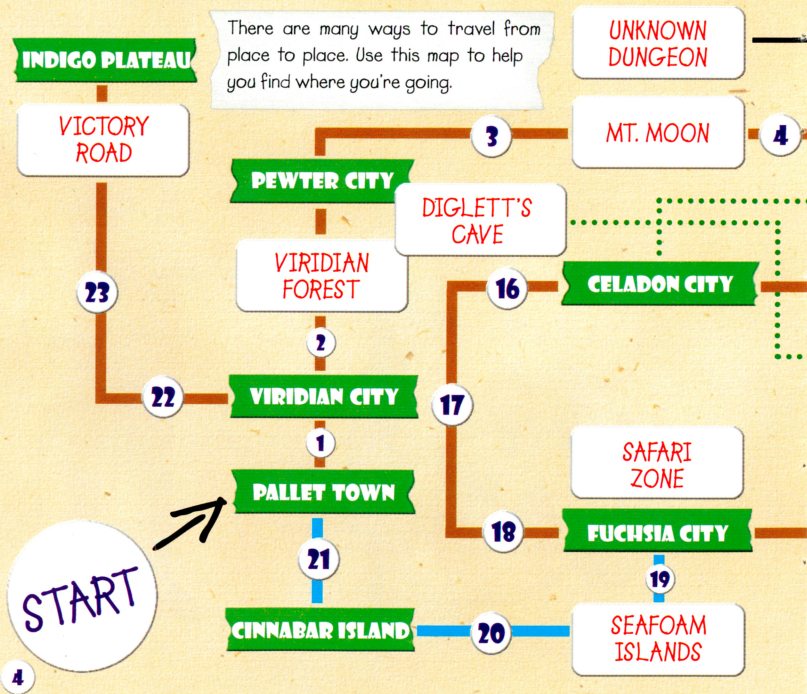 There are many ways to travel from
place to place. Use this map to help
you find where you're going.
UNKNOWN
DUNGEON
INDIGO PLATEAU
VICTORY
ROAD
3
MT. MOON
4
PEWTER CITY
DIGLETT'S
CAVE
VIRIDIAN
FOREST
23
16
CELADON CITY
2
22
VIRIDIAN CITY
17
1
SAFARI
ZONE
PALLET TOWN
18
FUCHSIA CITY
21
19
START
CINNABAR ISLAND
20
SEAFOAM
ISLANDS
4